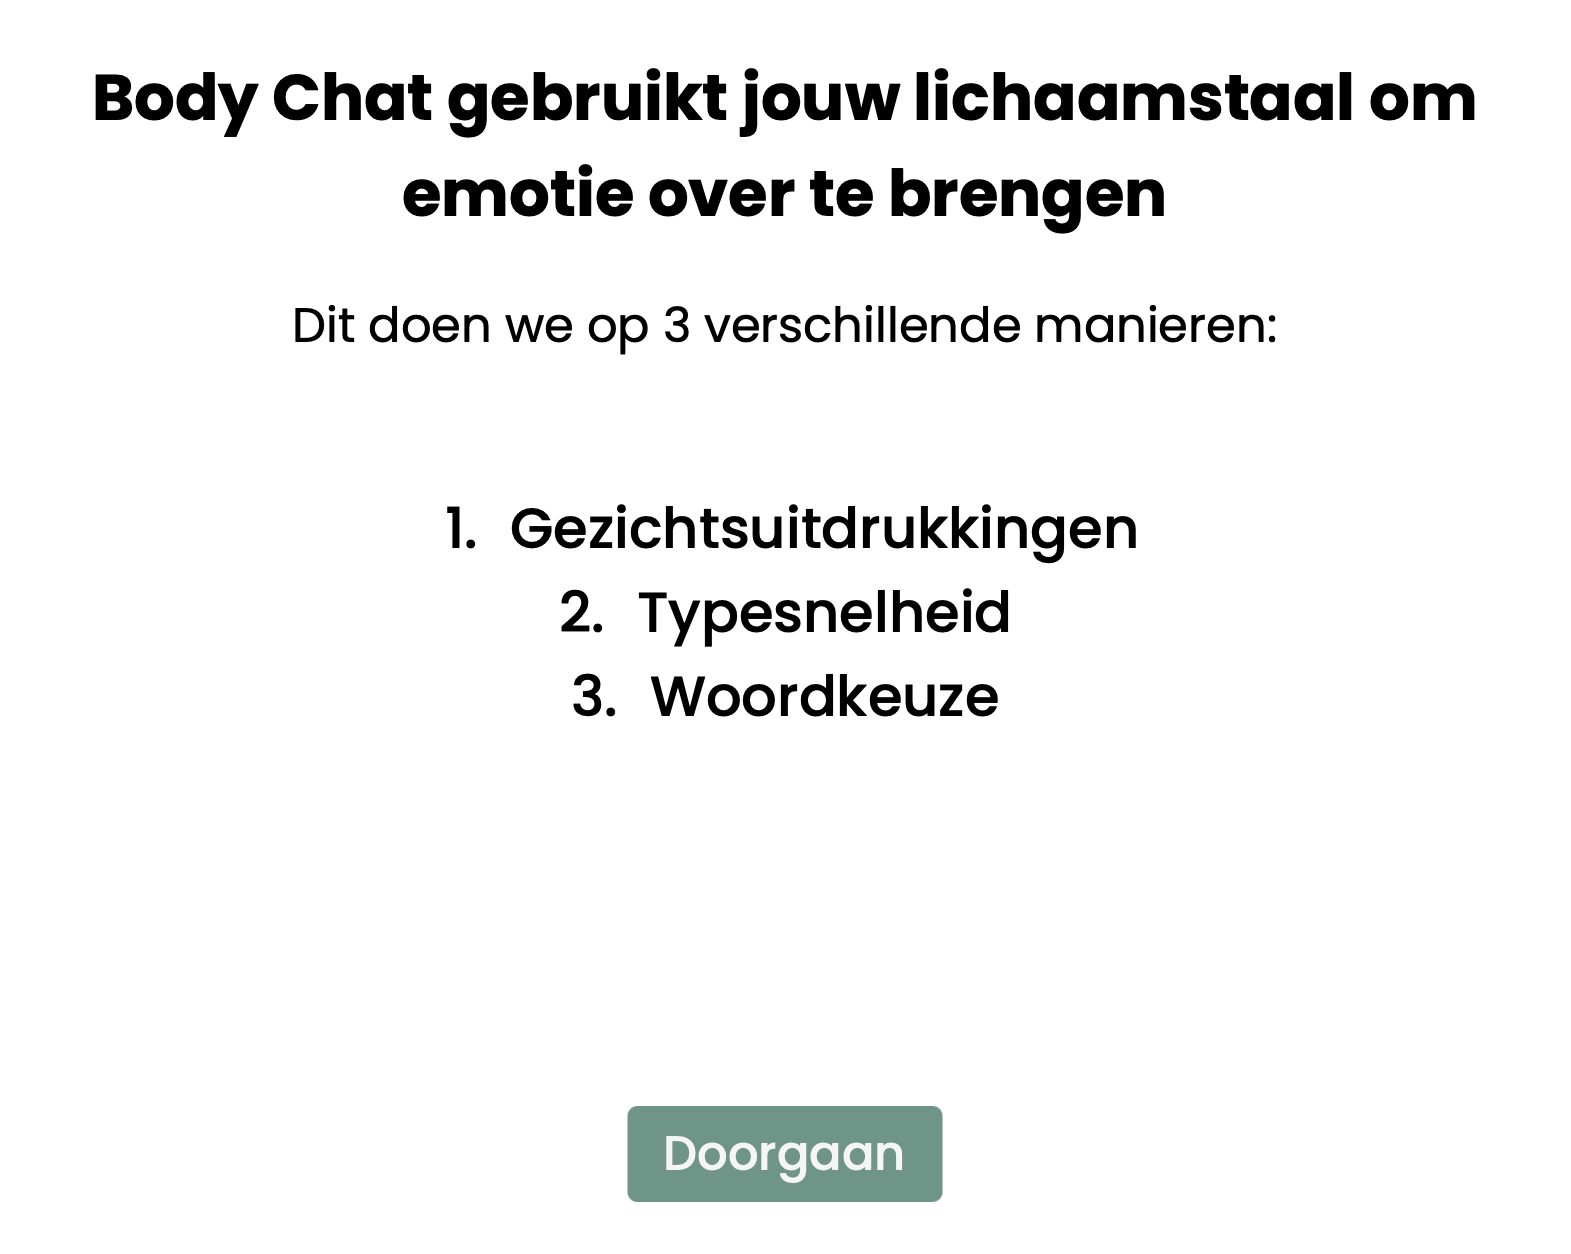 Body Chat gebruikt jouw lichaamstaal om
emotie over te brengen
Dit doen we op 3 verschillende manieren:
1. Gezichtsuitdrukkingen
2. Typesnelheid
3. Woordkeuze
Doorgaan